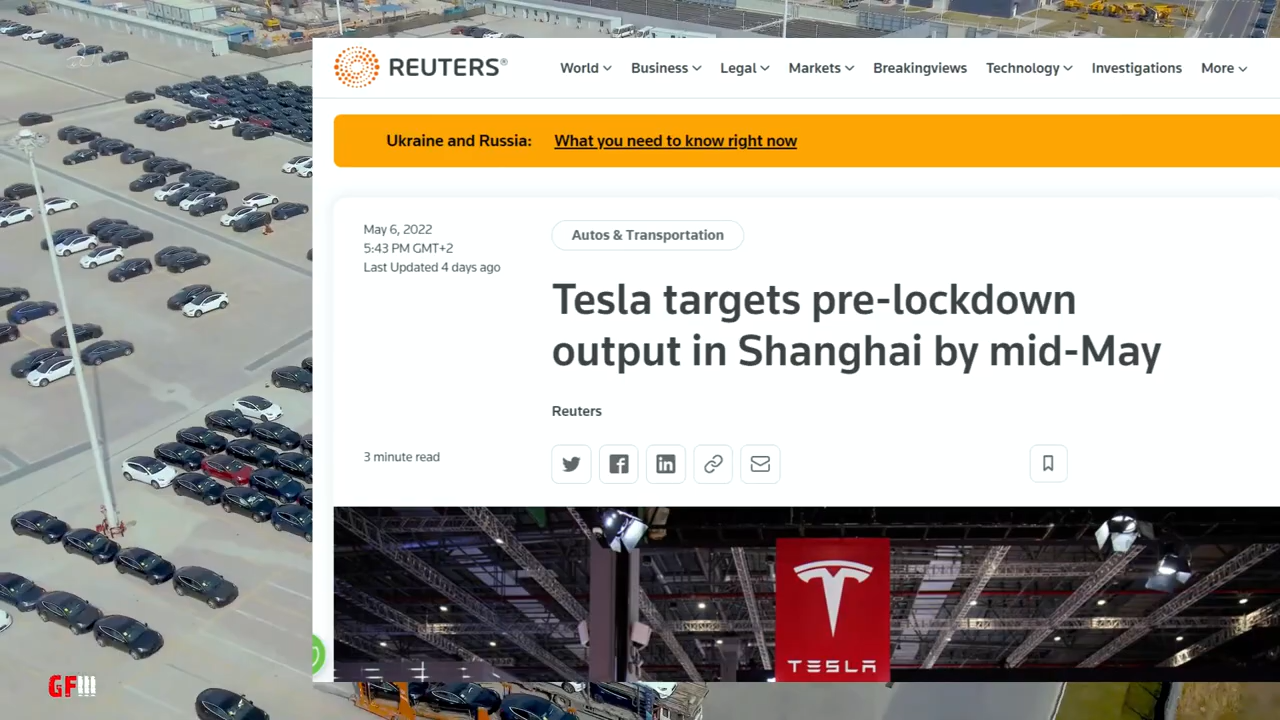 REUTERS®
World Business Legal Markets Breakingviews Technology Investigations More
Ukraine and Russia: What you need to know right now
May 6, 2022
5:43 PM GMT+2
Last Updated 4 days ago
Autos & Transportation
Tesla targets pre-lockdown
output in Shanghai by mid-May
Reuters
3 minute read
TESLA
GFIII